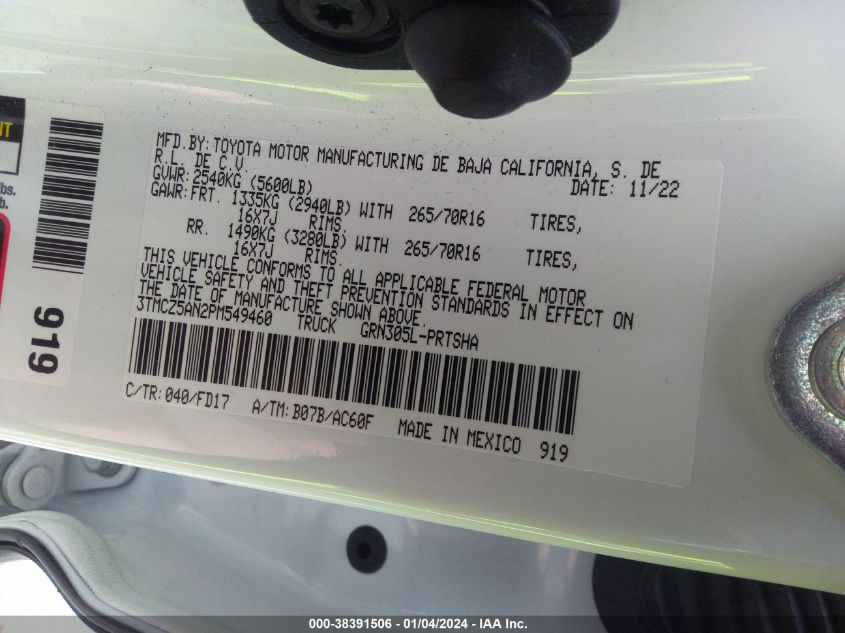 MFD.BY:TOYOTA MOTOR MANUFACTURING DE BAJA CALIFORNIA, S. DE
R.L. DE C.V. DATE: 11/22
GVWR:2540KG (5600LB)
GAWR:FRT. 1335KG (2940LB) WITH 265/70R16 TIRES,
16X7J RIMS.
RR. 1490KG (3280LB) WITH 265/70R16 TIRES,
16X7J RIMS.
THIS VEHICLE CONFORMS TO ALL APPLICABLE FEDERAL MOTOR
VEHICLE SAFETY AND THEFT PREVENTION STANDARDS IN EFFECT ON
THE DATE OF MANUFACTURE SHOWN ABOVE.
3TMCZ5AN2PM549460 TRUCK GRN305L-PRTSHA
C/TR:040/FD17 A/TM:B07B/AC60F MADE IN MEXICO 919
919
lbs.
000-38391506 - 01/04/2024 - IAA Inc.